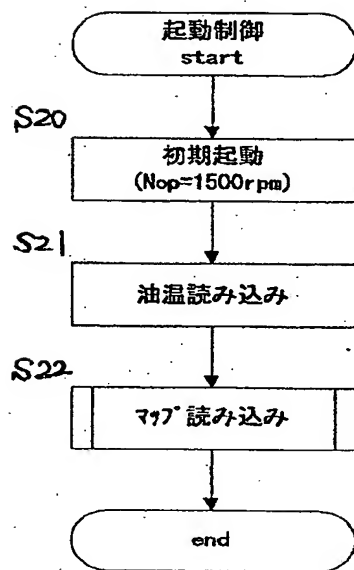 起動制御
start
S20
初期起動
(Nop=1500rpm)
S21
油温読み込み
S22
マップ読み込み
end